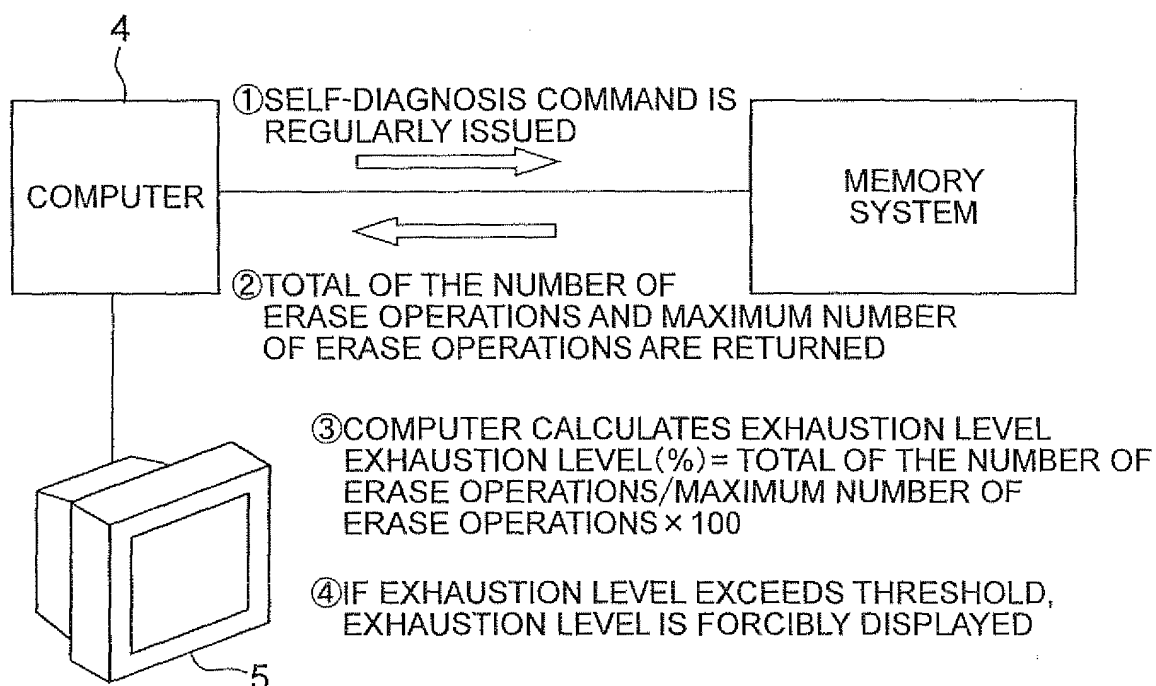 4
①SELF-DIAGNOSIS COMMAND IS
REGULARLY ISSUED
COMPUTER
MEMORY
SYSTEM
②TOTAL OF THE NUMBER OF
ERASE OPERATIONS AND MAXIMUM NUMBER
OF ERASE OPERATIONS ARE RETURNED
③COMPUTER CALCULATES EXHAUSTION LEVEL
EXHAUSTION LEVEL(%)= TOTAL OF THE NUMBER OF
ERASE OPERATIONS/MAXIMUM NUMBER OF
ERASE OPERATIONS×100
④IF EXHAUSTION LEVEL EXCEEDS THRESHOLD,
EXHAUSTION LEVEL IS FORCIBLY DISPLAYED
5